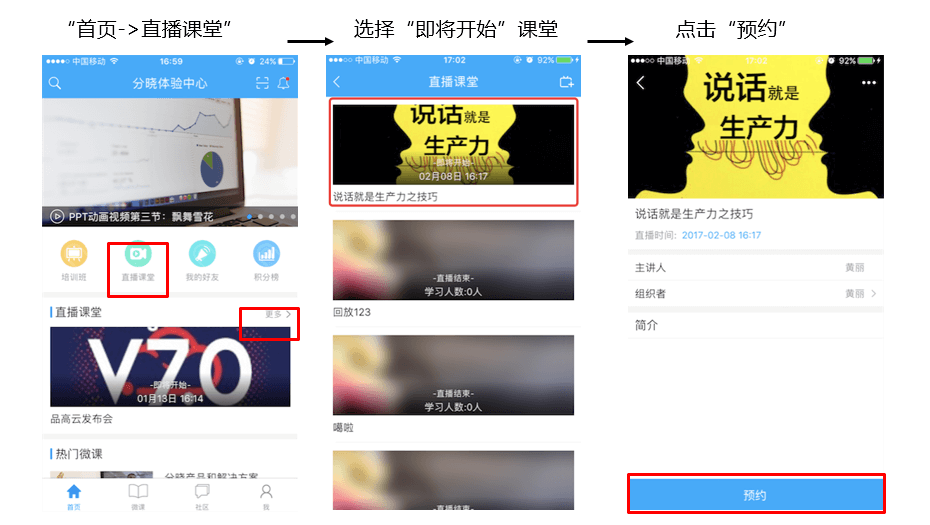 “首页->直播课堂”
选择“即将开始”课堂
点击“预约”
中国移动
16:59
24%
分晓体验中心
PPT动画视频第三节：飘舞雪花
培训班
直播课堂
我的好友
积分榜
直播课堂
更多
V70
-即将开始-
01月13日 16:14
品高云发布会
热门微课
分晓产品和解决方案
首页
微课
社区
我
中国移动
17:02
92%
直播课堂
说话就是
生产力
-即将开始-
02月08日 16:17
说话就是生产力之技巧
-直播结束-
学习人数:0人
回放123
-直播结束-
学习人数:0人
噶啦
-直播结束-
学习人数:0人
中国移动
17:02
92%
说话就是
生产力
说话就是生产力之技巧
直播时间: 2017-02-08 16:17
主讲人
黄丽
组织者
黄丽
简介
预约